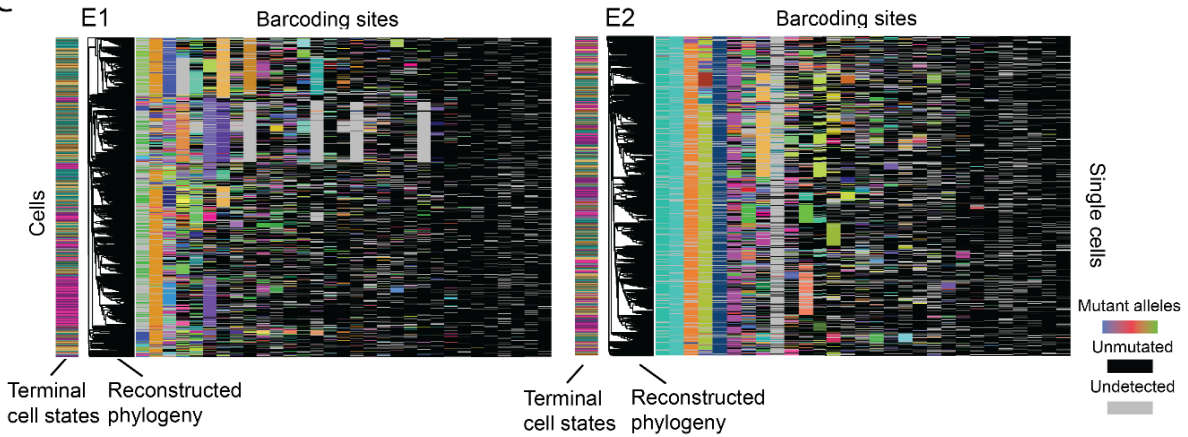 E1
Barcoding sites
E2
Barcoding sites
Cells
Single cells
Mutant alleles
Unmutated
Undetected
Terminal
cell states
Reconstructed
phylogeny
Terminal
cell states
Reconstructed
phylogeny